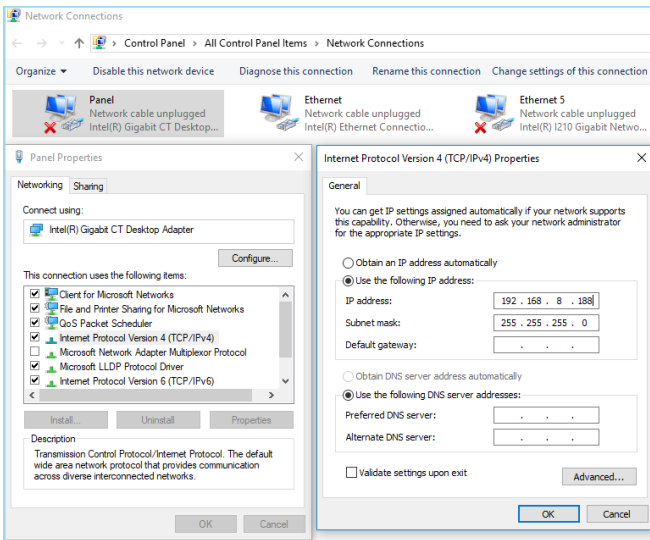 Network Connections
Control Panel > All Control Panel Items > Network Connections
Organize Disable this network device Diagnose this connection Rename this connection Change settings of this connection
Panel
Network cable unplugged
Intel(R) Gigabit CT Desktop...
Ethernet
Network cable unplugged
Intel(R) Ethernet Connectio...
Ethernet 5
Network cable unplugged
Intel(R) I210 Gigabit Netwo...
Panel Properties
Networking Sharing
Connect using:
Intel(R) Gigabit CT Desktop Adapter
Configure...
This connection uses the following items:
Client for Microsoft Networks
File and Printer Sharing for Microsoft Networks
QoS Packet Scheduler
Internet Protocol Version 4 (TCP/IPv4)
Microsoft Network Adapter Multiplexor Protocol
Microsoft LLDP Protocol Driver
Internet Protocol Version 6 (TCP/IPv6)
Install... Uninstall Properties
Description
Transmission Control Protocol/Internet Protocol. The default
wide area network protocol that provides communication
across diverse interconnected networks.
OK Cancel
Internet Protocol Version 4 (TCP/IPv4) Properties
General
You can get IP settings assigned automatically if your network supports
this capability. Otherwise, you need to ask your network administrator
for the appropriate IP settings.
Obtain an IP address automatically
Use the following IP address:
IP address: 192 . 168 . 8 . 188
Subnet mask: 255 . 255 . 255 . 0
Default gateway: . . .
Obtain DNS server address automatically
Use the following DNS server addresses:
Preferred DNS server: . . .
Alternate DNS server: . . .
Validate settings upon exit
Advanced...
OK Cancel